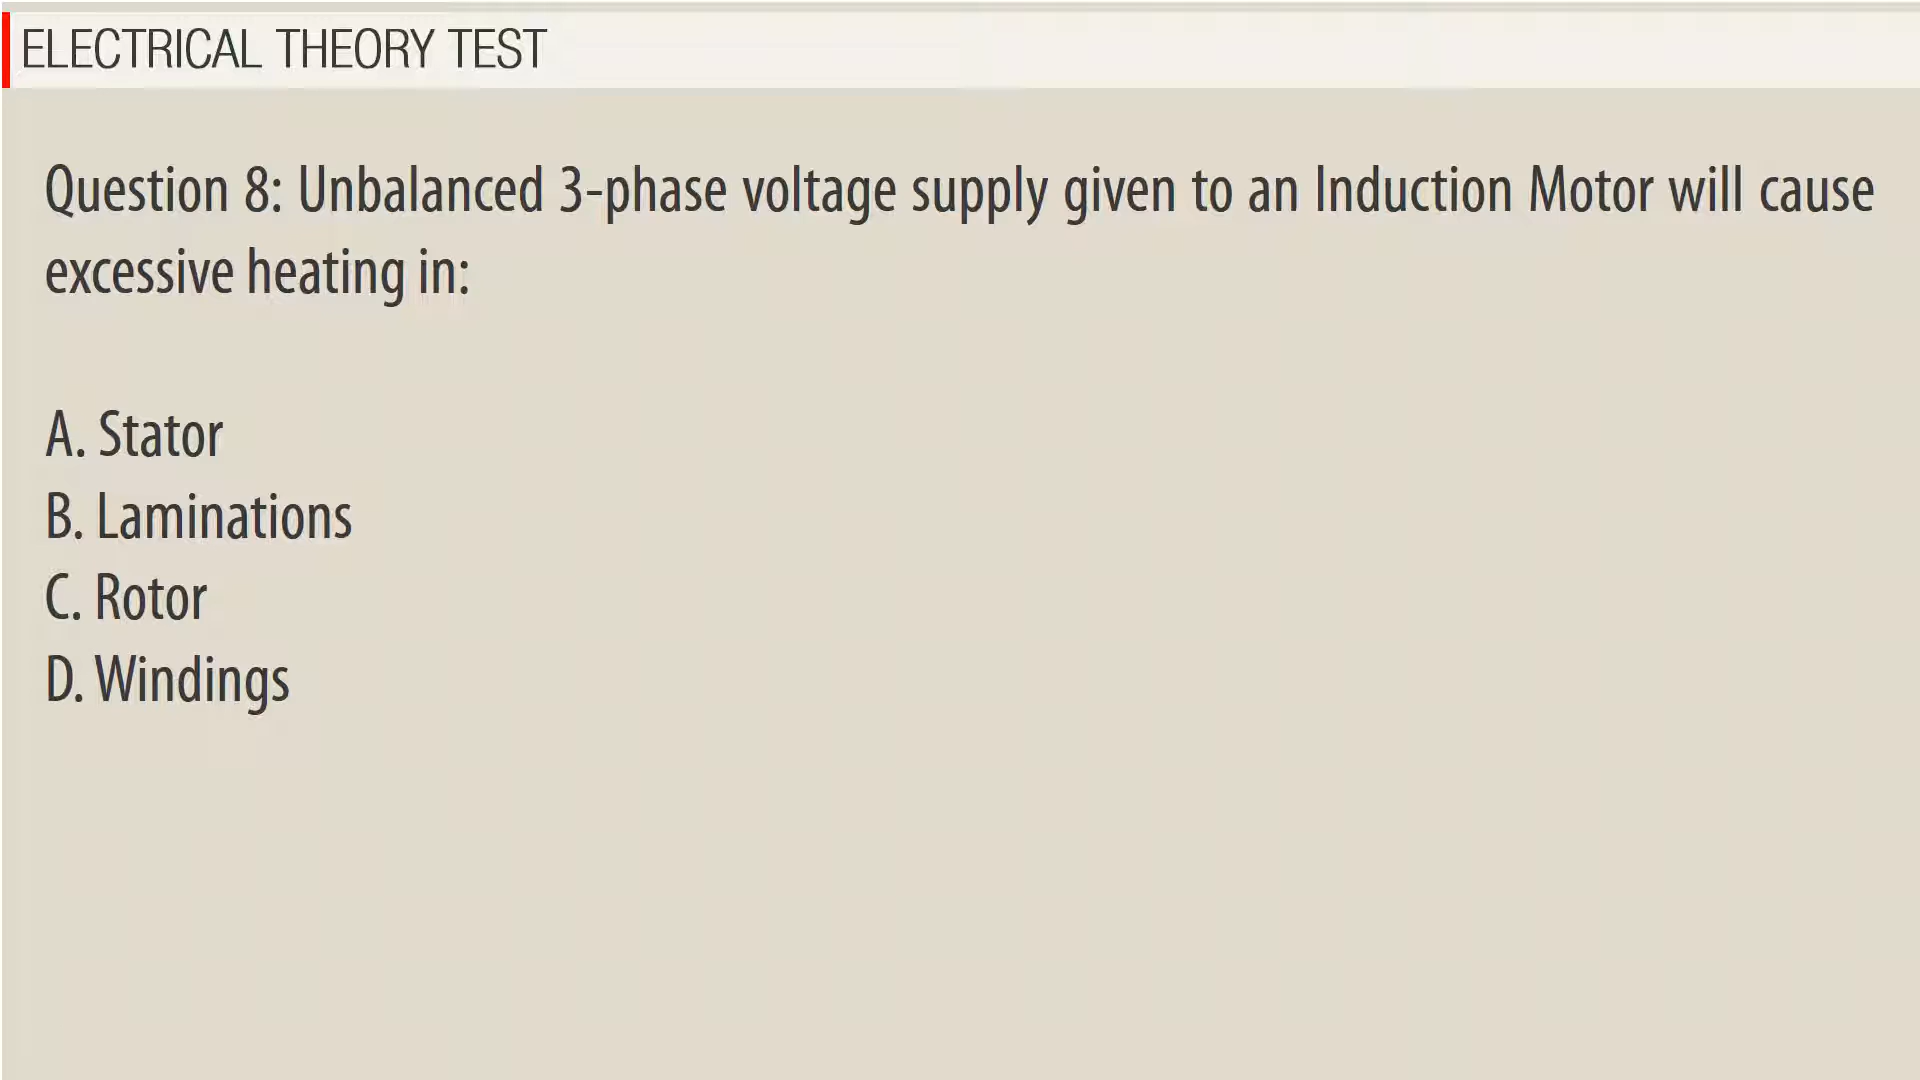 ELECTRICAL THEORY TEST
Question 8: Unbalanced 3-phase voltage supply given to an Induction Motor will cause
excessive heating in:
A. Stator
B. Laminations
C. Rotor
D. Windings